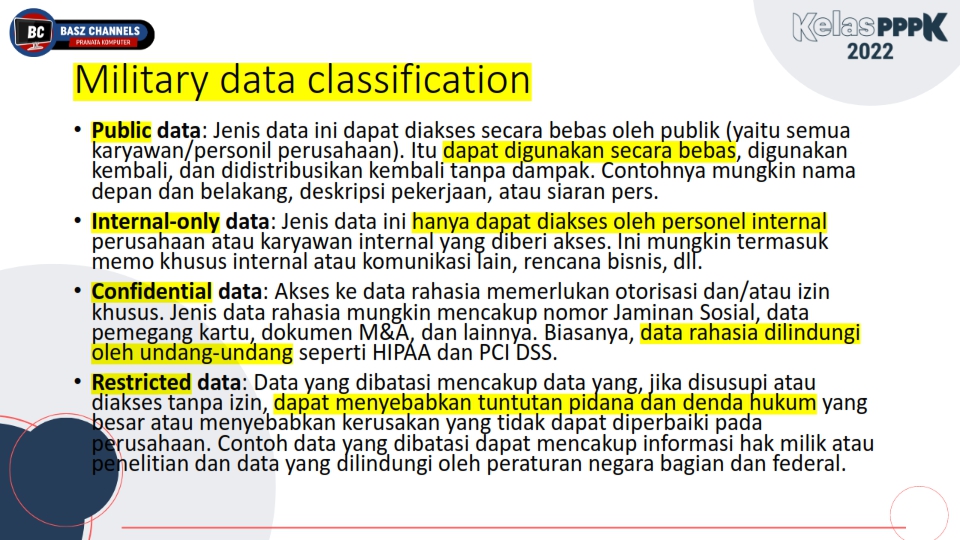 BC
BASZ CHANNELS
PRANATA KOMPUTER
KelasPPPK
2022
Military data classification
• Public data: Jenis data ini dapat diakses secara bebas oleh publik (yaitu semua
karyawan/personil perusahaan). Itu dapat digunakan secara bebas, digunakan
kembali, dan didistribusikan kembali tanpa dampak. Contohnya mungkin nama
depan dan belakang, deskripsi pekerjaan, atau siaran pers.
• Internal-only data: Jenis data ini hanya dapat diakses oleh personel internal
perusahaan atau karyawan internal yang diberi akses. Ini mungkin termasuk
memo khusus internal atau komunikasi lain, rencana bisnis, dll.
• Confidential data: Akses ke data rahasia memerlukan otorisasi dan/atau izin
khusus. Jenis data rahasia mungkin mencakup nomor Jaminan Sosial, data
pemegang kartu, dokumen M&A, dan lainnya. Biasanya, data rahasia dilindungi
oleh undang-undang seperti HIPAA dan PCI DSS.
• Restricted data: Data yang dibatasi mencakup data yang, jika disusupi atau
diakses tanpa izin, dapat menyebabkan tuntutan pidana dan denda hukum yang
besar atau menyebabkan kerusakan yang tidak dapat diperbaiki pada
perusahaan. Contoh data yang dibatasi dapat mencakup informasi hak milik atau
penelitian dan data yang dilindungi oleh peraturan negara bagian dan federal.